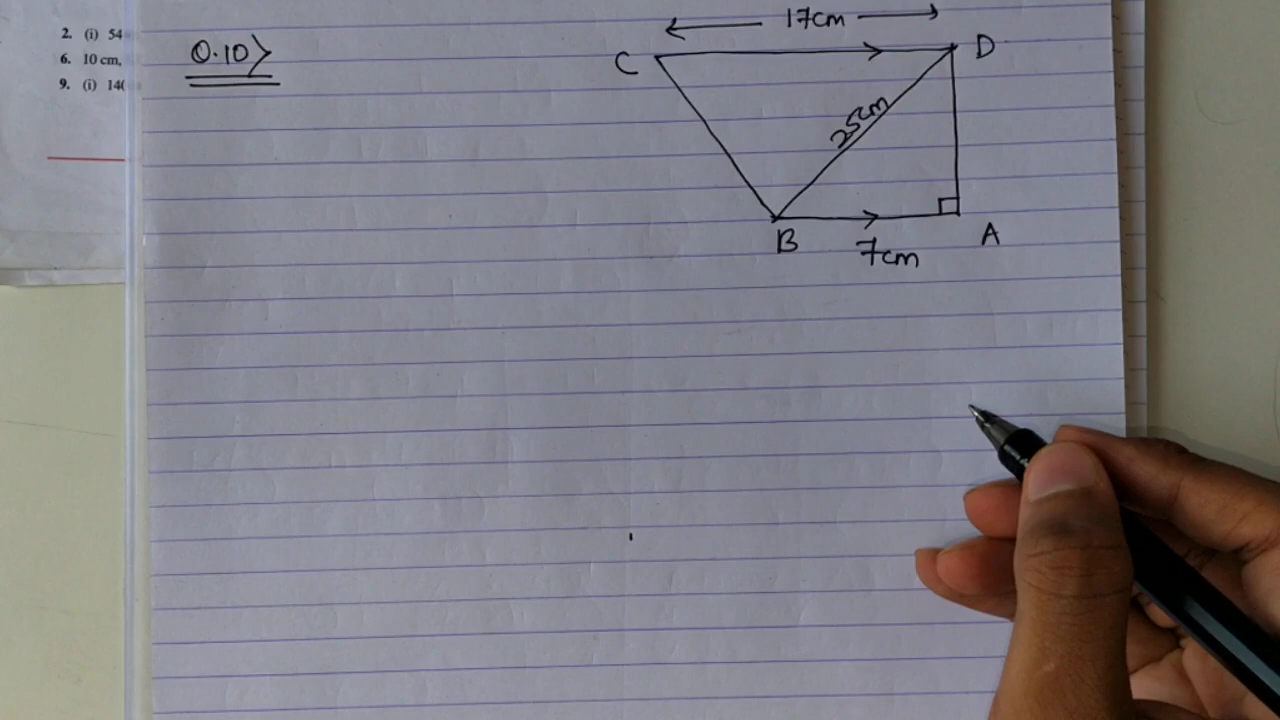 2. (i) 54
6. 10 cm,
9. (i) 14(
Q.10>
17cm
C
D
25cm
B
A
7cm